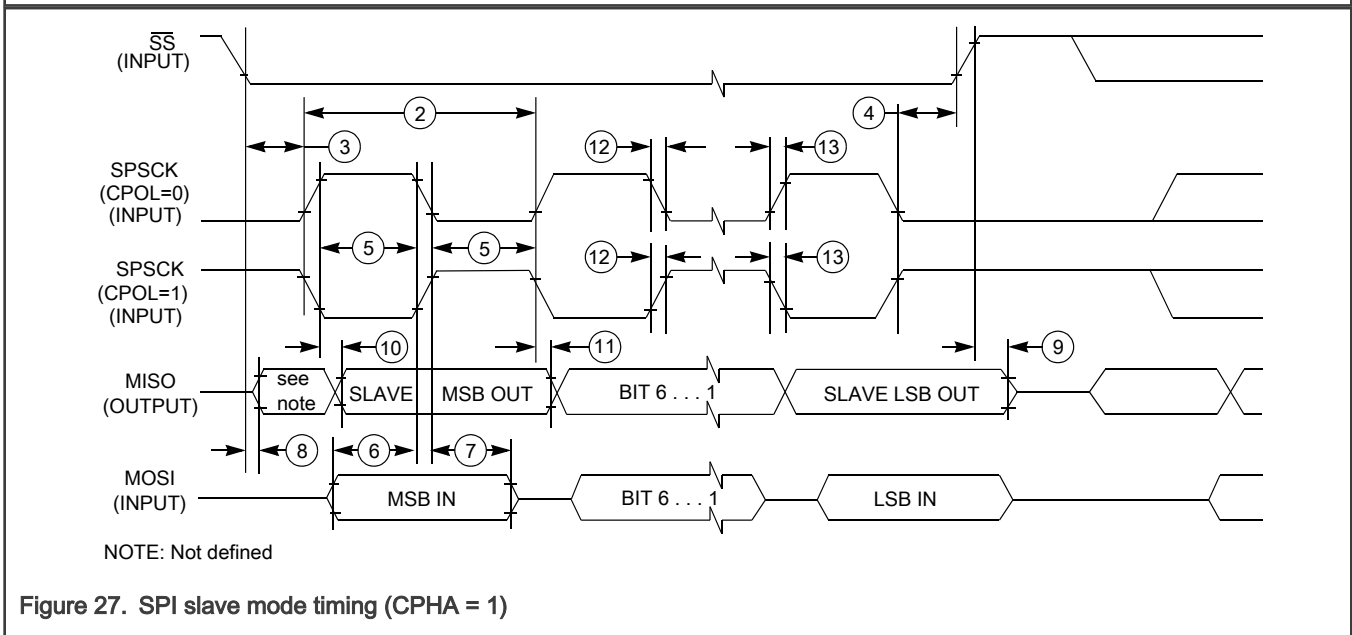 SS
(INPUT)
2
4
3
12
13
SPSCK
(CPOL=0)
(INPUT)
5
5
12
13
SPSCK
(CPOL=1)
(INPUT)
10
11
9
MISO
(OUTPUT)
see
note
SLAVE
MSB OUT
BIT 6 . . . 1
SLAVE LSB OUT
8
6
7
MOSI
(INPUT)
MSB IN
BIT 6 . . . 1
LSB IN
NOTE: Not defined
Figure 27. SPI slave mode timing (CPHA = 1)